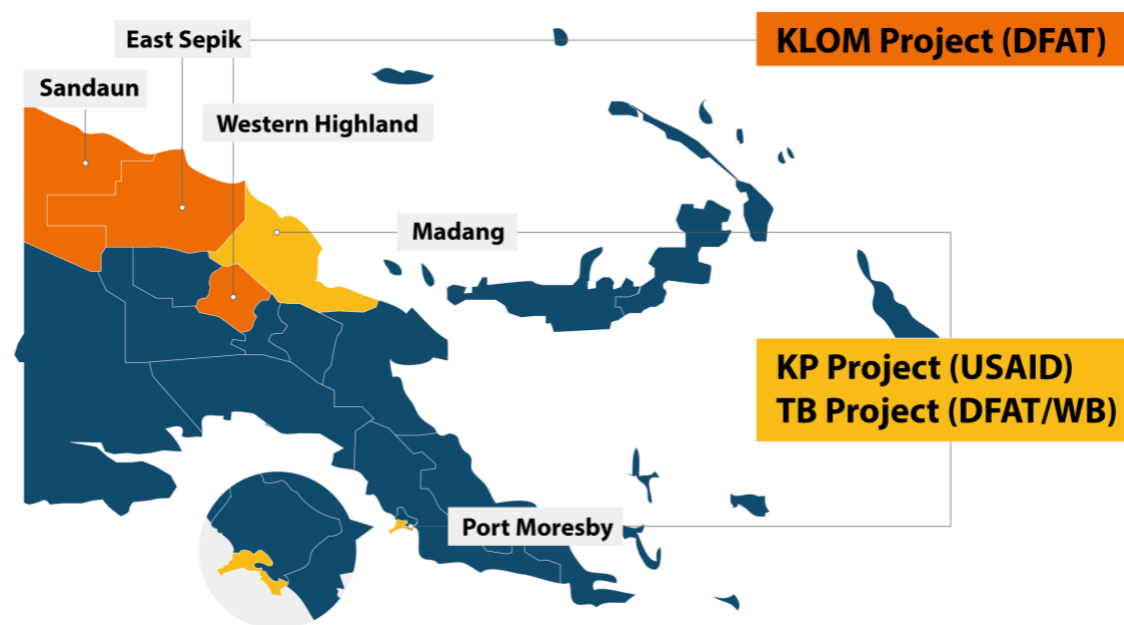 East Sepik
KLOM Project (DFAT)
Sandaun
Western Highland
Madang
KP Project (USAID)
TB Project (DFAT/WB)
Port Moresby